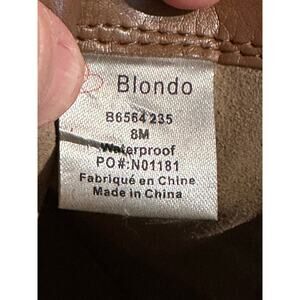 Blondo
B6564 235
8M
Waterproof
PO#:N01181
Fabriqué en Chine
Made in China